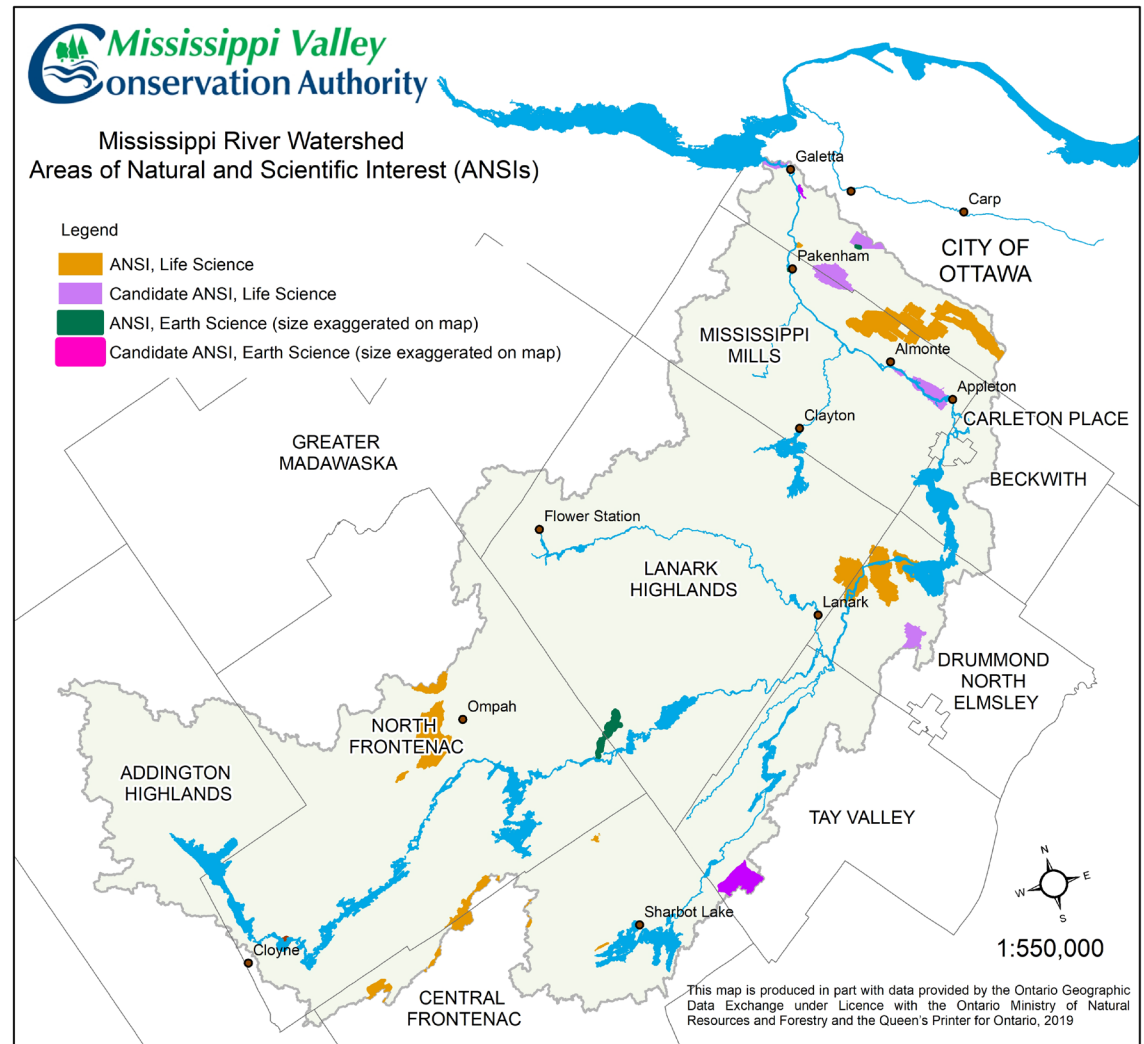 Mississippi Valley
Conservation Authority
Mississippi River Watershed
Areas of Natural and Scientific Interest (ANSIs)
Legend
ANSI, Life Science
Candidate ANSI, Life Science
ANSI, Earth Science (size exaggerated on map)
Candidate ANSI, Earth Science (size exaggerated on map)
Galetta
Carp
CITY OF
OTTAWA
Pakenham
MISSISSIPPI
MILLS
Almonte
Appleton
CARLETON PLACE
Clayton
GREATER
MADAWASKA
BECKWITH
Flower Station
LANARK
HIGHLANDS
Lanark
DRUMMOND
NORTH
ELMSLEY
Ompah
NORTH
FRONTENAC
ADDINGTON
HIGHLANDS
TAY VALLEY
N
W
E
S
Sharbot Lake
Cloyne
1:550,000
CENTRAL
FRONTENAC
This map is produced in part with data provided by the Ontario Geographic
Data Exchange under Licence with the Ontario Ministry of Natural
Resources and Forestry and the Queen's Printer for Ontario, 2019